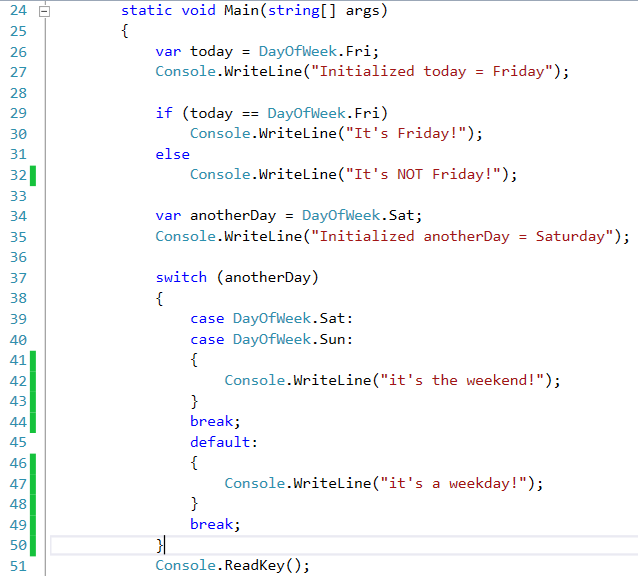 24 static void Main(string[] args)
25 {
26 var today = DayOfWeek.Fri;
27 Console.WriteLine("Initialized today = Friday");
28
29 if (today == DayOfWeek.Fri)
30 Console.WriteLine("It's Friday!");
31 else
32 Console.WriteLine("It's NOT Friday!");
33
34 var anotherDay = DayOfWeek.Sat;
35 Console.WriteLine("Initialized anotherDay = Saturday");
36
37 switch (anotherDay)
38 {
39 case DayOfWeek.Sat:
40 case DayOfWeek.Sun:
41 {
42 Console.WriteLine("it's the weekend!");
43 }
44 break;
45 default:
46 {
47 Console.WriteLine("it's a weekday!");
48 }
49 break;
50 }
51 Console.ReadKey();